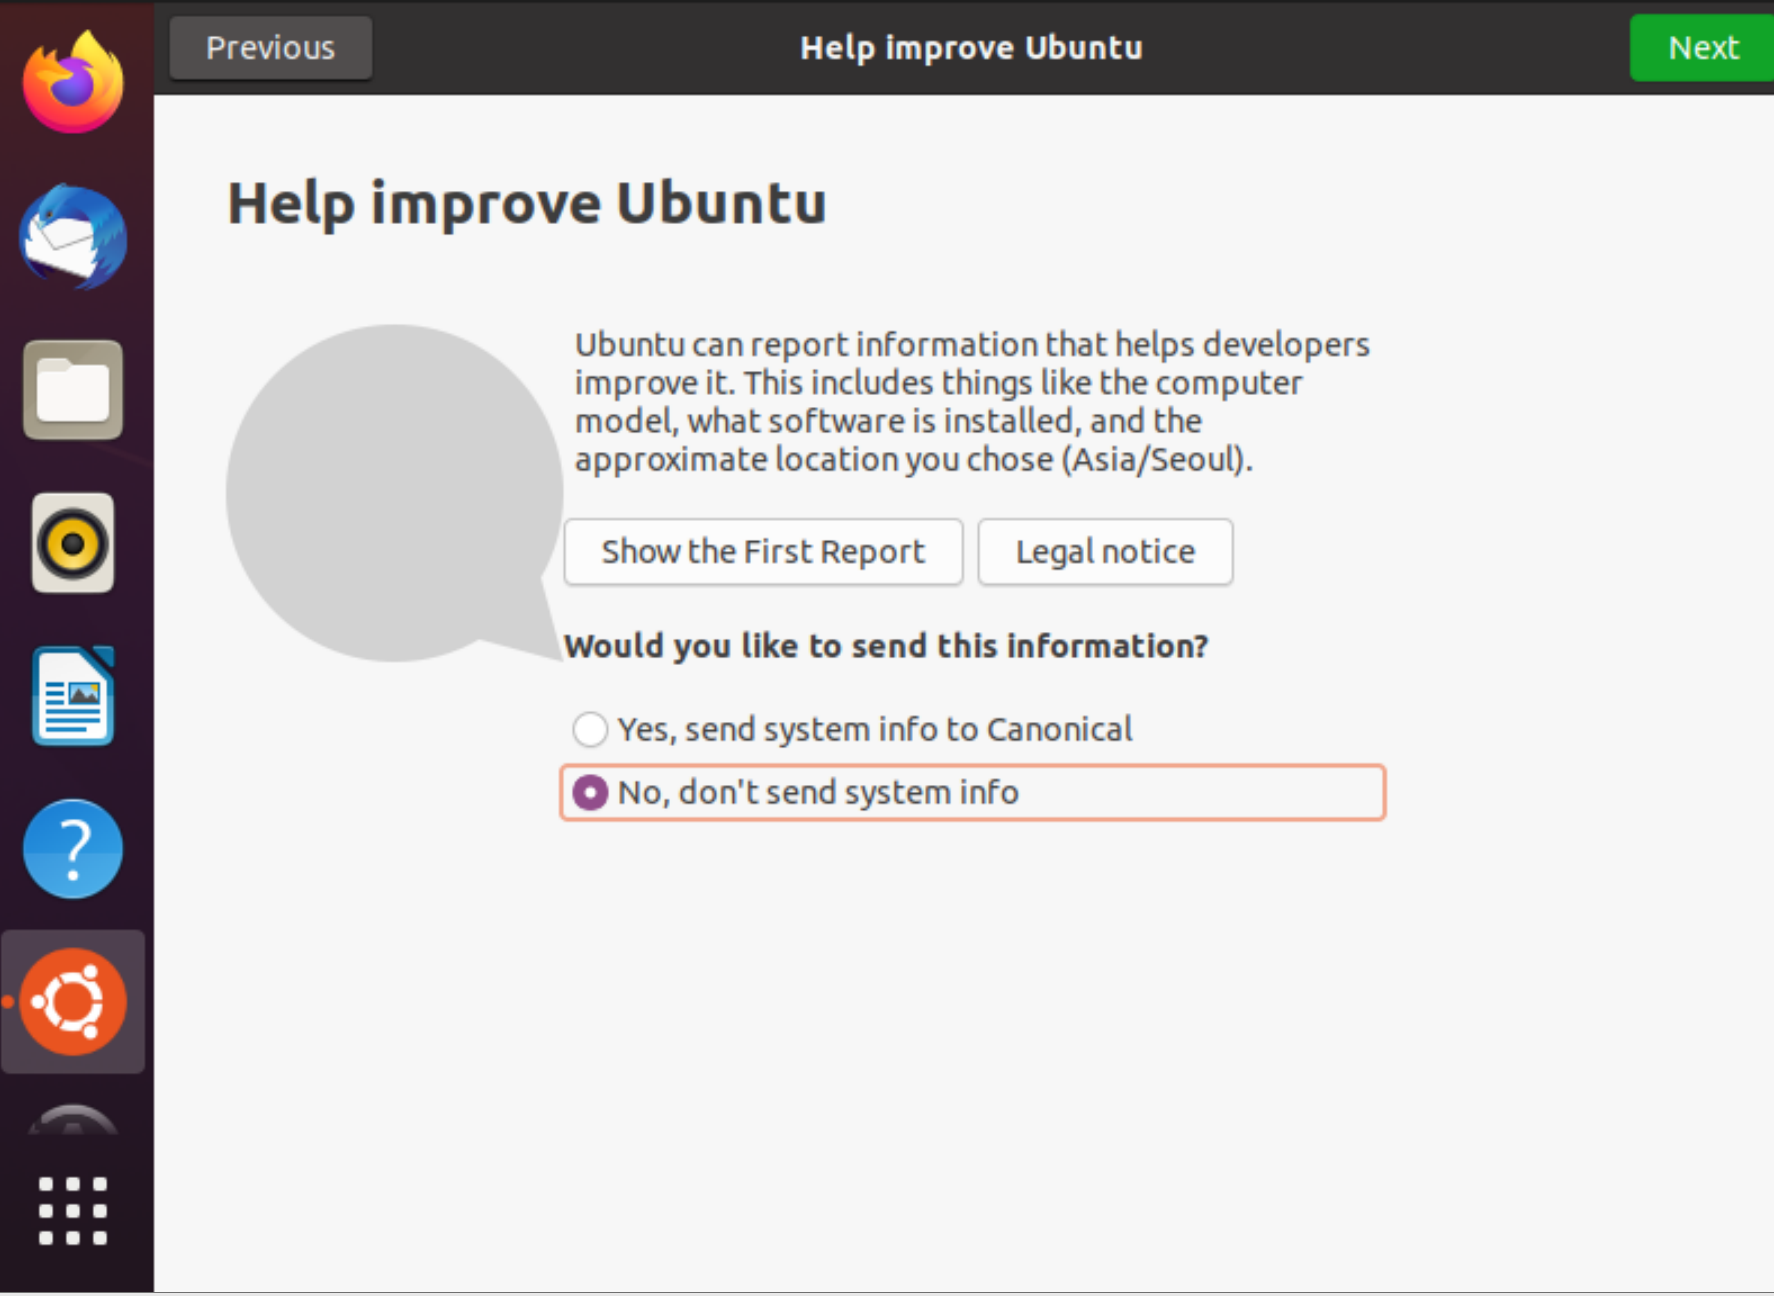 Previous
Help improve Ubuntu
Next
Help improve Ubuntu
Ubuntu can report information that helps developers
improve it. This includes things like the computer
model, what software is installed, and the
approximate location you chose (Asia/Seoul).
Show the First Report
Legal notice
Would you like to send this information?
Yes, send system info to Canonical
No, don't send system info
?